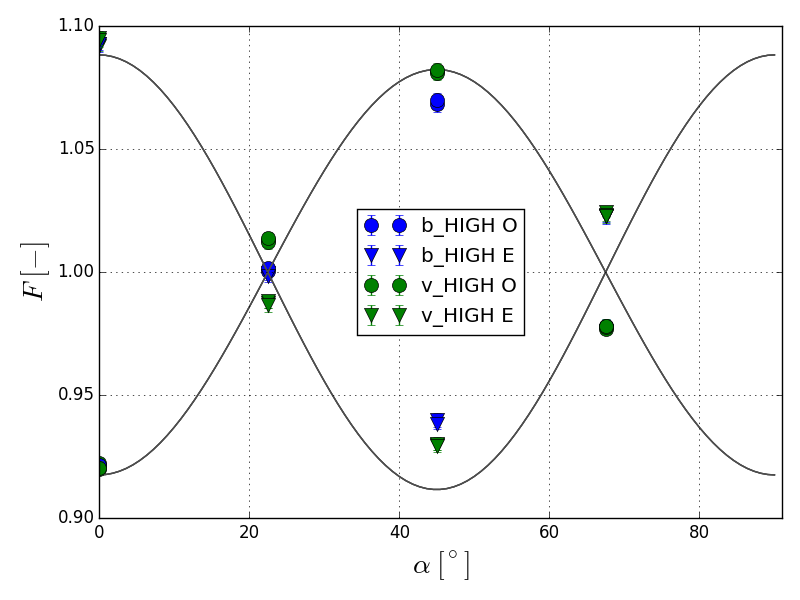 1.10
1.05
1.00
0.95
0.90
F [−]
b_HIGH O
b_HIGH E
v_HIGH O
v_HIGH E
0 20 40 60 80
α [°]